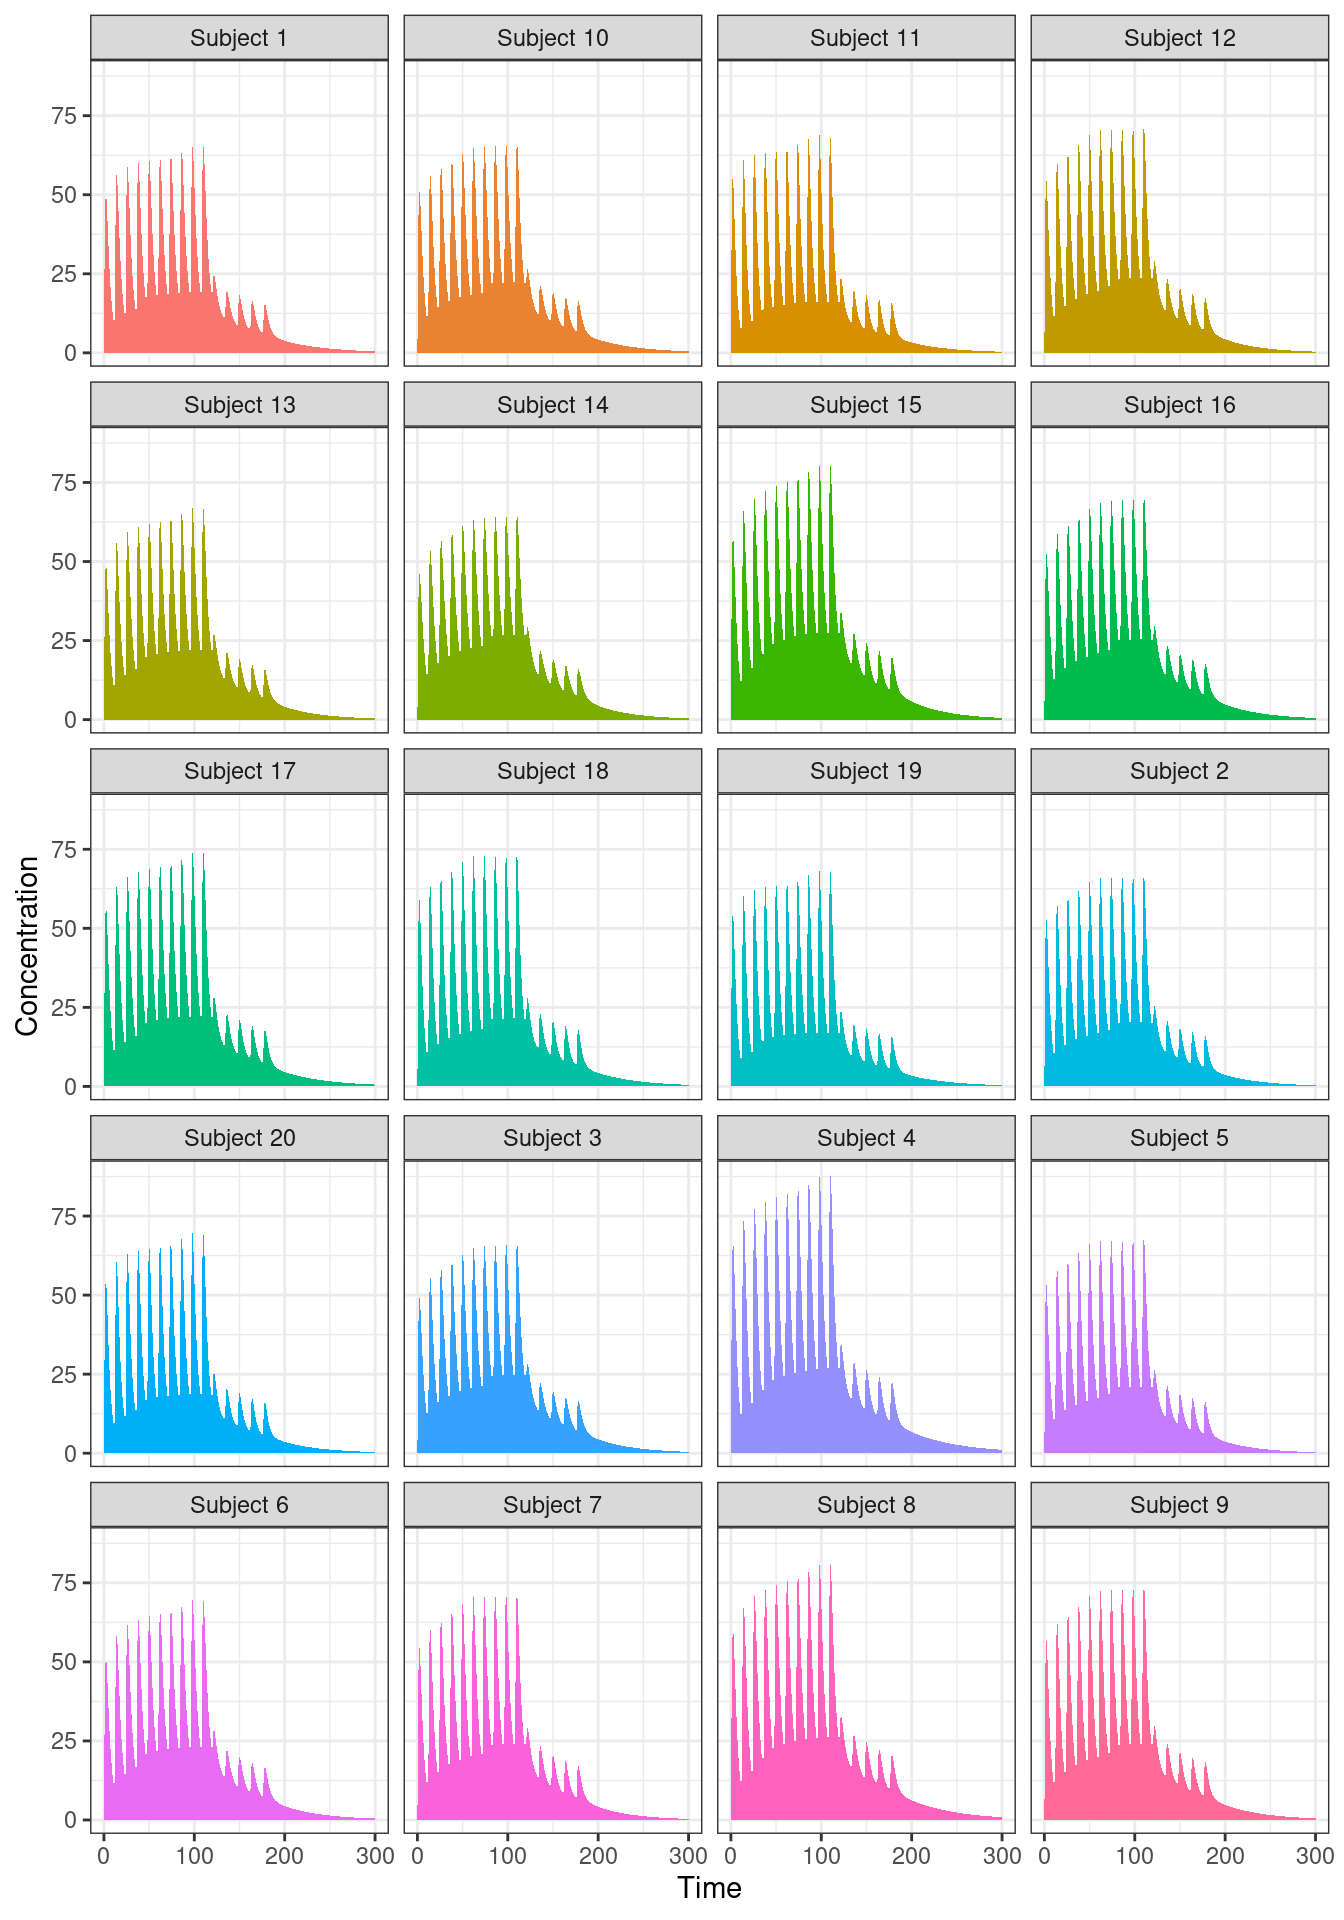 Subject 1
Subject 10
Subject 11
Subject 12
75
50
25
0
Subject 13
Subject 14
Subject 15
Subject 16
75
50
25
0
Subject 17
Subject 18
Subject 19
Subject 2
75
50
25
0
Concentration
Subject 20
Subject 3
Subject 4
Subject 5
75
50
25
0
Subject 6
Subject 7
Subject 8
Subject 9
75
50
25
0
0 100 200 300
0 100 200 300
0 100 200 300
0 100 200 300
Time